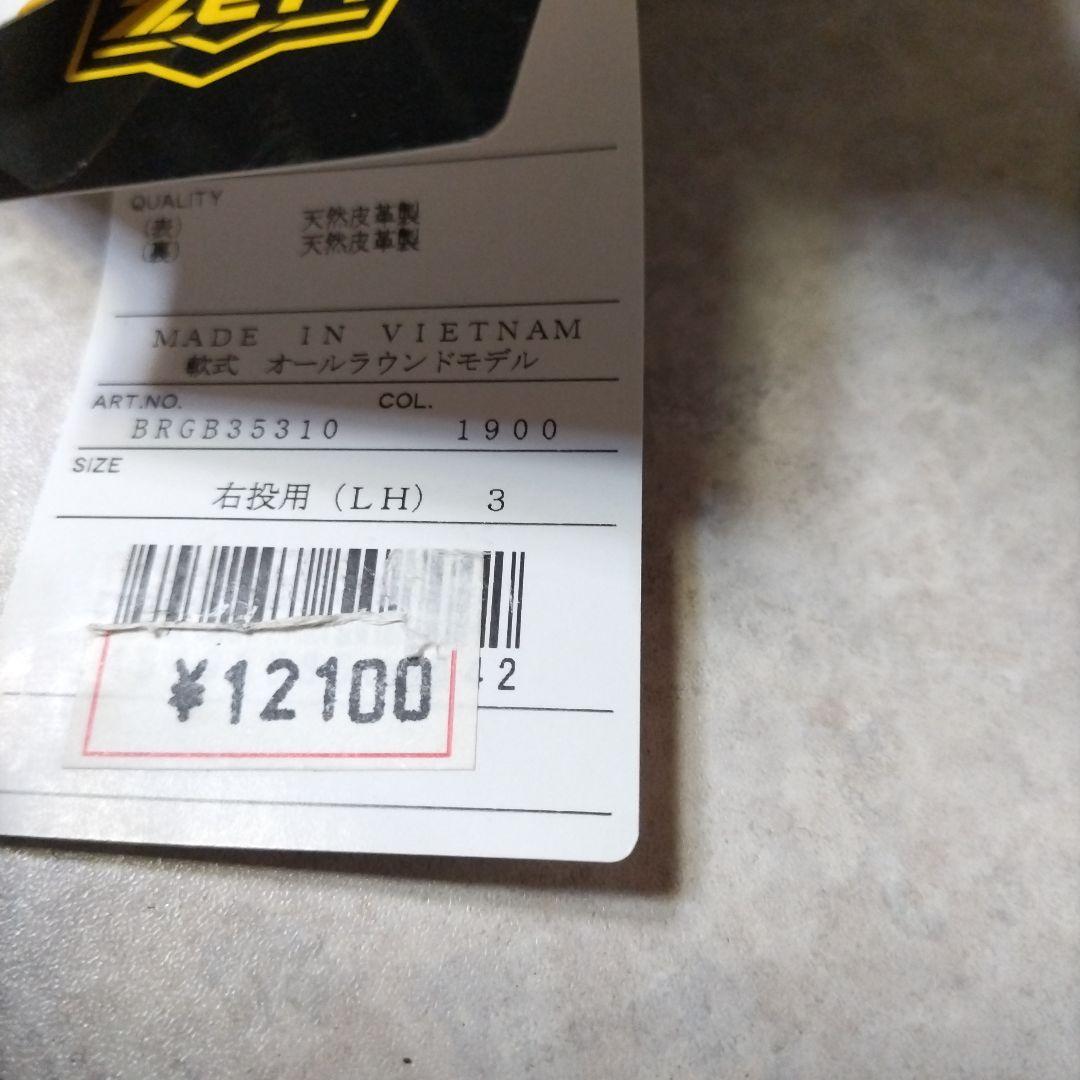 ZETT
QUALITY
(表) 天然皮革製
(裏) 天然皮革製
MADE IN VIETNAM
軟式 オールラウンドモデル
ART.NO. COL.
BRGB35310 1900
SIZE
右投用(LH) 3
¥12100
2